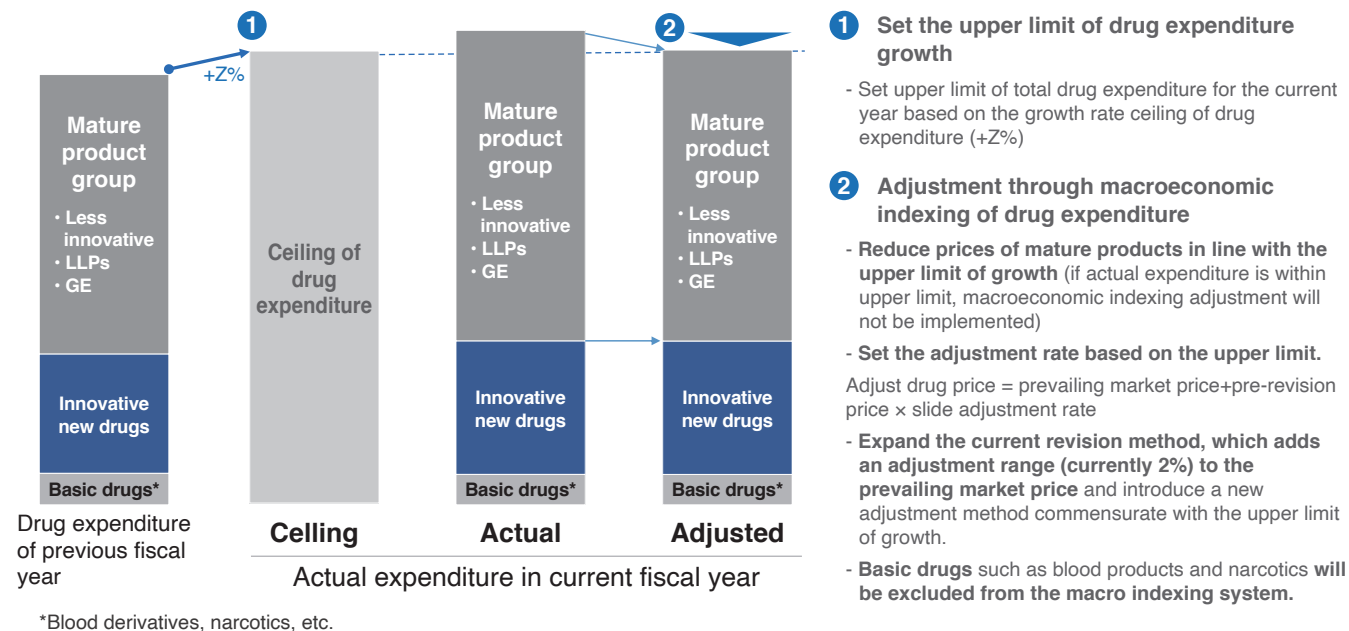 1
+Z%
2
Mature
product
group
• Less
innovative
• LLPs
• GE
Innovative
new drugs
Basic drugs*
Drug expenditure
of previous fiscal
year
Ceiling of
drug
expenditure
Celling
Mature
product
group
• Less
innovative
• LLPs
• GE
Innovative
new drugs
Basic drugs*
Actual
Mature
product
group
• Less
innovative
• LLPs
• GE
Innovative
new drugs
Basic drugs*
Adjusted
Actual expenditure in current fiscal year
*Blood derivatives, narcotics, etc.
1 Set the upper limit of drug expenditure
growth
- Set upper limit of total drug expenditure for the current
year based on the growth rate ceiling of drug
expenditure (+Z%)
2 Adjustment through macroeconomic
indexing of drug expenditure
- Reduce prices of mature products in line with the
upper limit of growth (if actual expenditure is within
upper limit, macroeconomic indexing adjustment will
not be implemented)
- Set the adjustment rate based on the upper limit.
Adjust drug price = prevailing market price+pre-revision
price × slide adjustment rate
- Expand the current revision method, which adds
an adjustment range (currently 2%) to the
prevailing market price and introduce a new
adjustment method commensurate with the upper limit
of growth.
- Basic drugs such as blood products and narcotics will
be excluded from the macro indexing system.